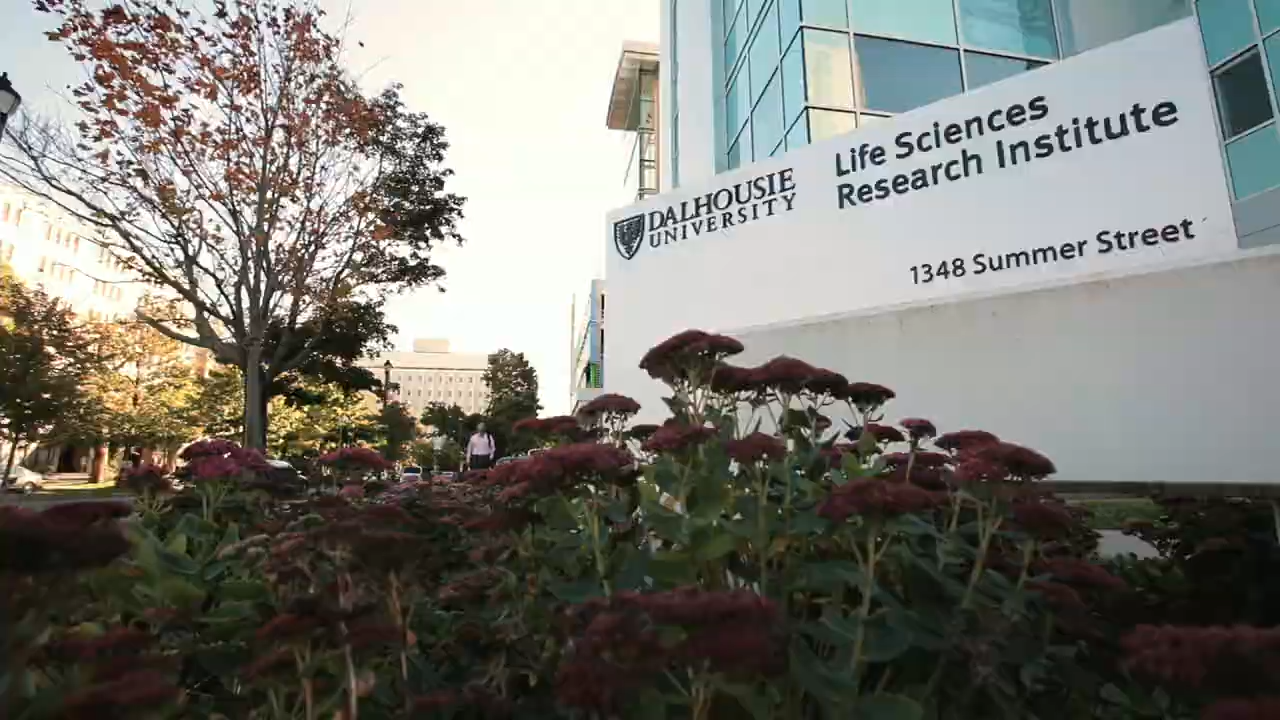 DALHOUSIE
UNIVERSITY
Life Sciences
Research Institute
1348 Summer Street